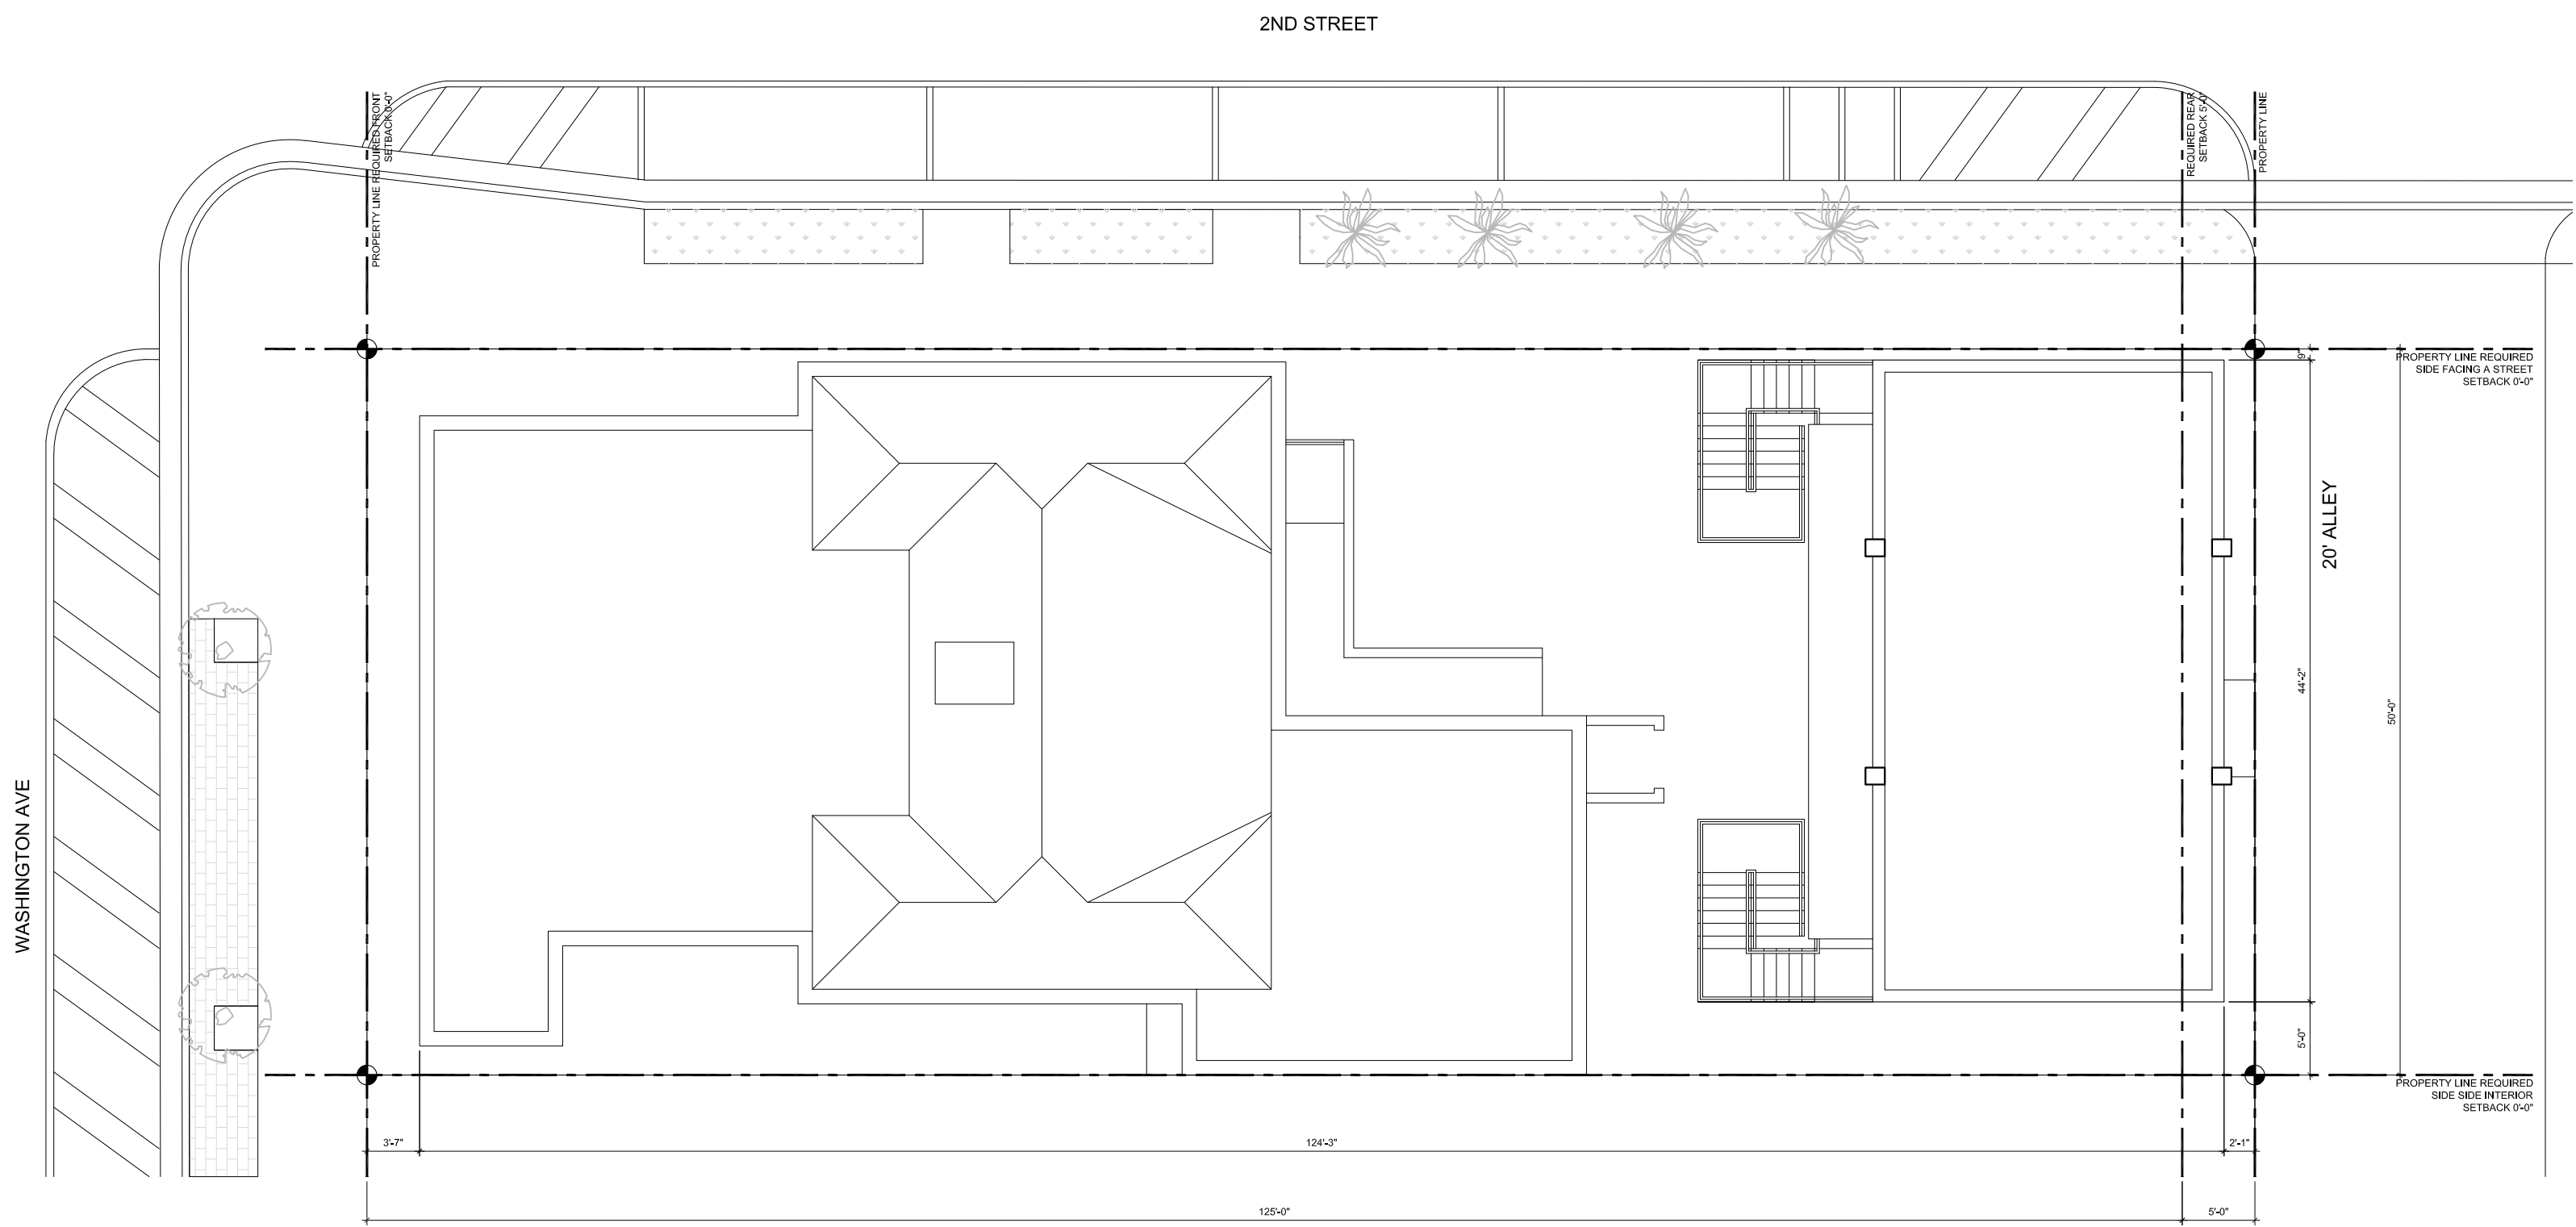 2ND STREET
PROPERTY LINE REQUIRED FRONT
SETBACK 0'-0"
REQUIRED REAR
SETBACK 5'-0"
PROPERTY LINE
9"
PROPERTY LINE REQUIRED
SIDE FACING A STREET
SETBACK 0'-0"
20' ALLEY
44'-2"
50'-0"
WASHINGTON AVE
5'-0"
PROPERTY LINE REQUIRED
SIDE SIDE INTERIOR
SETBACK 0'-0"
3'-7"
124'-3"
2'-1"
125'-0"
5'-0"